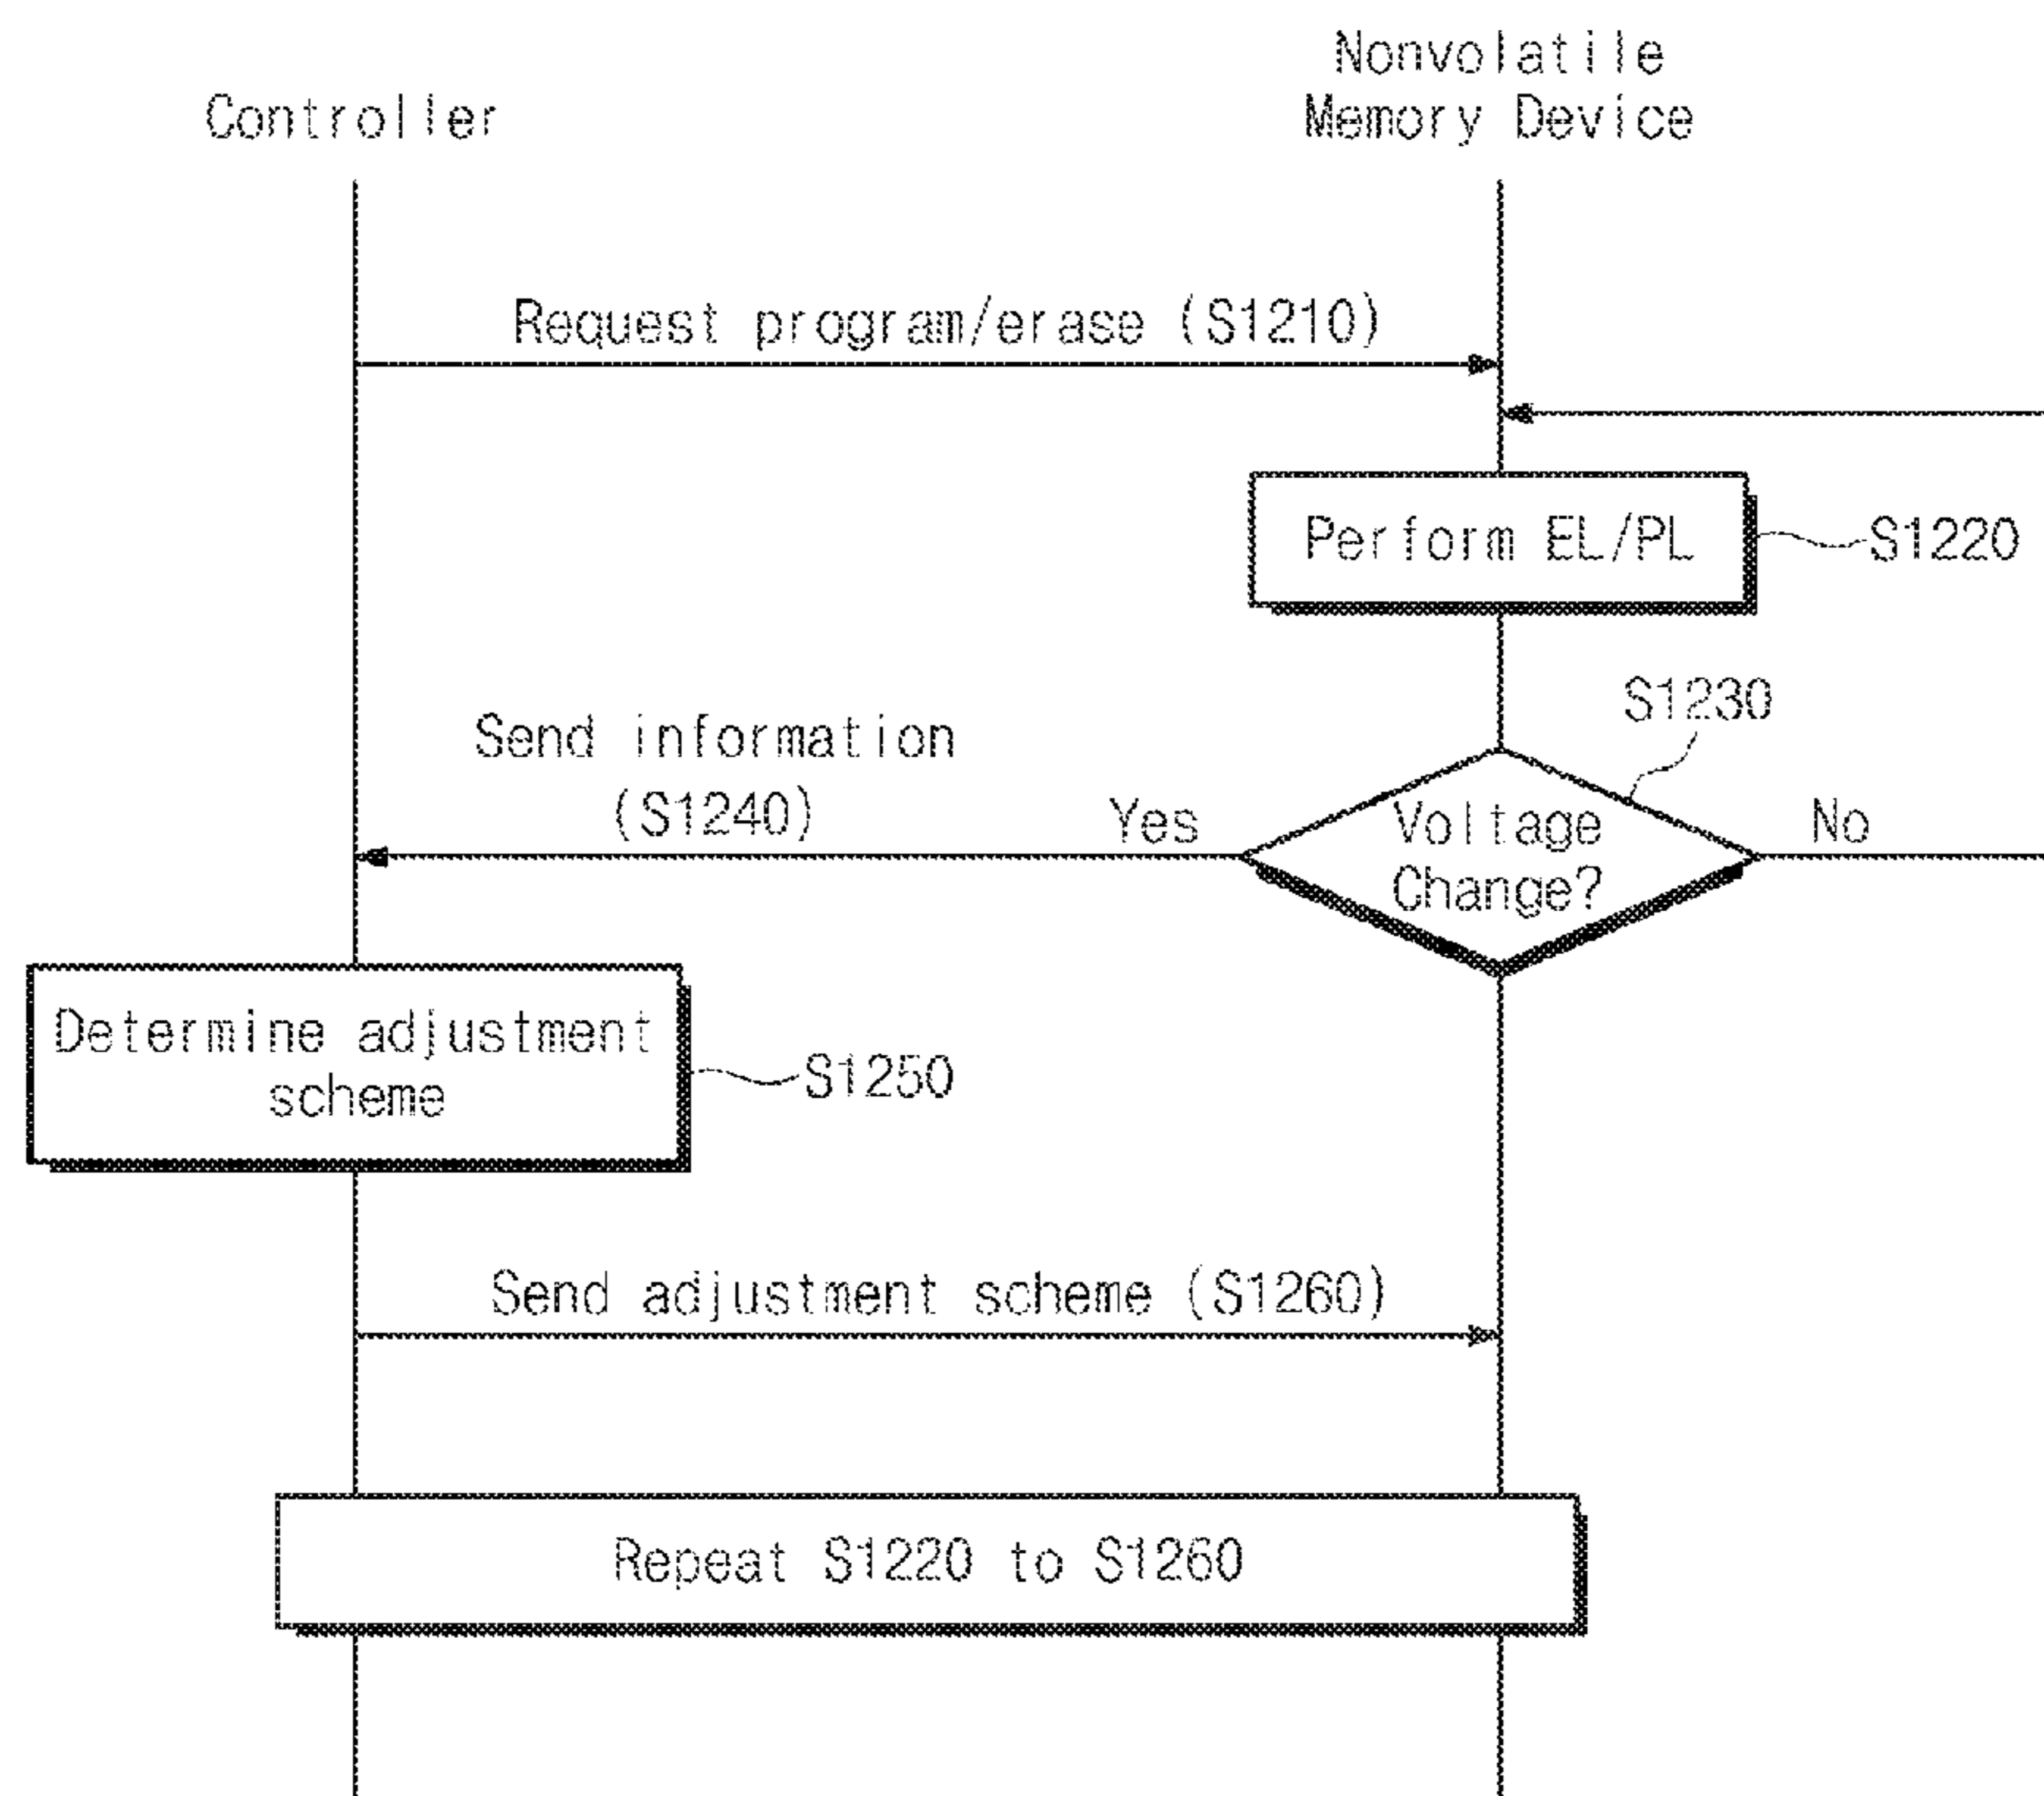 Controller
Nonvolatile
Memory Device
Request program/erase (S1210)
Perform EL/PL
S1220
S1230
Send information
(S1240)
Yes
Voltage
Change?
No
Determine adjustment
scheme
S1250
Send adjustment scheme (S1260)
Repeat S1220 to S1260